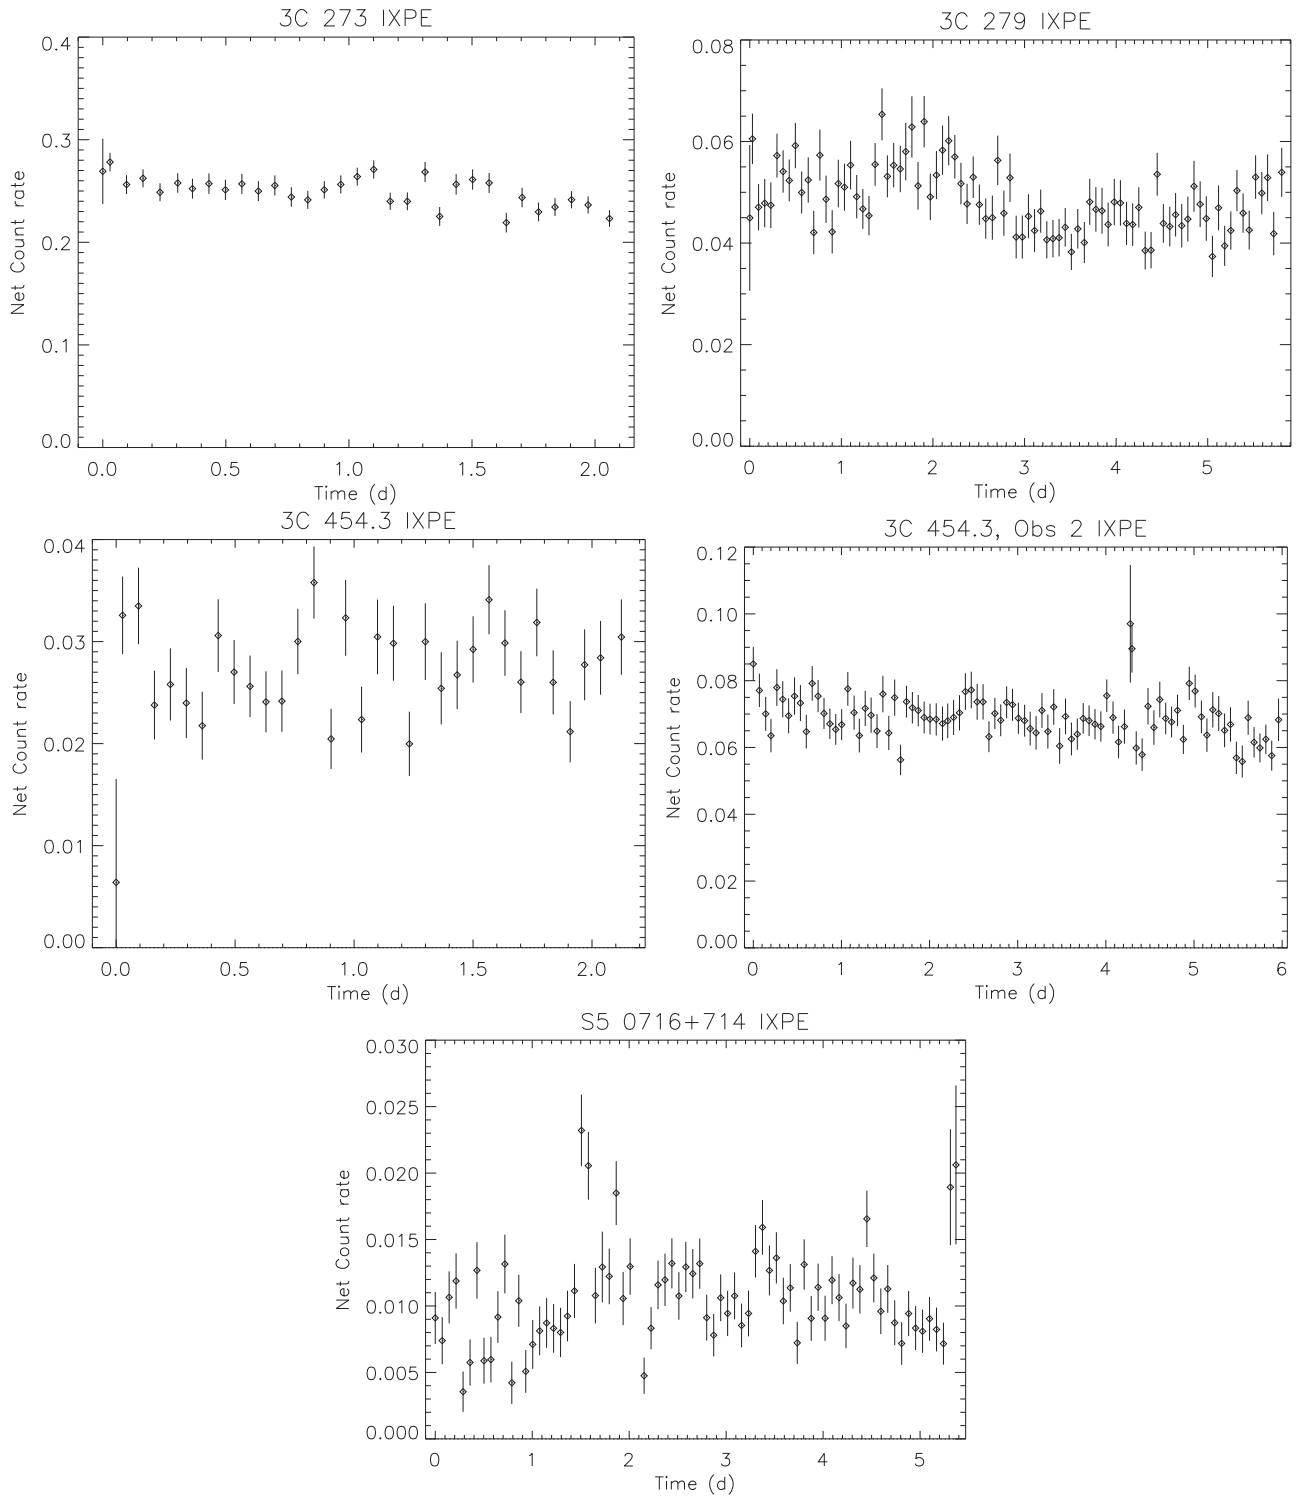 3C 273 IXPE
0.4
0.3
0.2
0.1
0.0
Net Count rate
0.0 0.5 1.0 1.5 2.0
Time (d)
3C 279 IXPE
0.08
0.06
0.04
0.02
0.00
Net Count rate
0 1 2 3 4 5
Time (d)
3C 454.3 IXPE
0.04
0.03
0.02
0.01
0.00
Net Count rate
0.0 0.5 1.0 1.5 2.0
Time (d)
3C 454.3, Obs 2 IXPE
0.12
0.10
0.08
0.06
0.04
0.02
0.00
Net Count rate
0 1 2 3 4 5 6
Time (d)
S5 0716+714 IXPE
0.030
0.025
0.020
0.015
0.010
0.005
0.000
Net Count rate
0 1 2 3 4 5
Time (d)